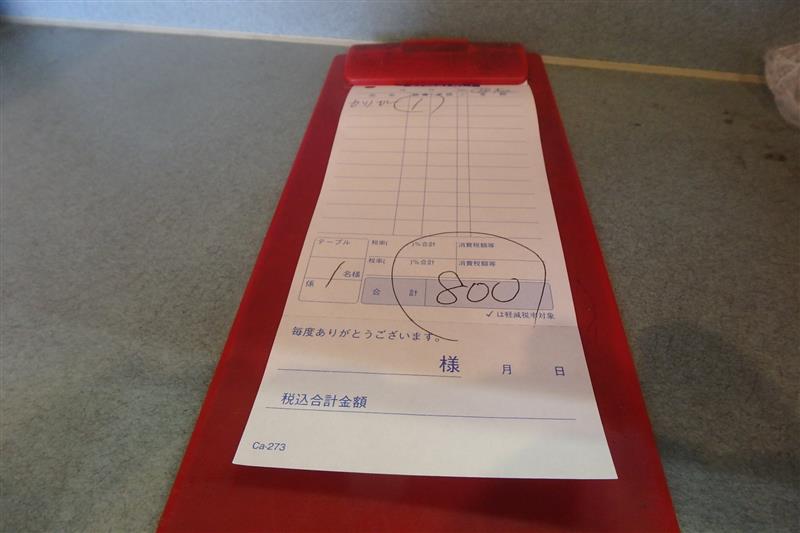 テーブル 税率( )%合計 消費税額等
税率( )%合計 消費税額等
1 名様
係
合計 800
✓は軽減税率対象
毎度ありがとうございます。
様 月 日
税込合計金額
Ca-273